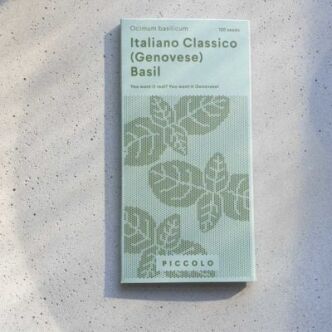 Ocimum basilicum 100 seeds
Italiano Classico
(Genovese)
Basil
You want it real? You want it Genovese!
PICCOLO